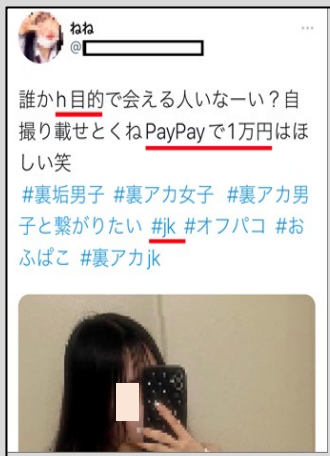 ねね
@
誰かh目的で会える人いなーい？自
撮り載せとくねPayPayで1万円はほ
しい笑
#裏垢男子 #裏アカ女子 #裏アカ男
子と繋がりたい #jk #オフパコ #お
ふぱこ #裏アカjk